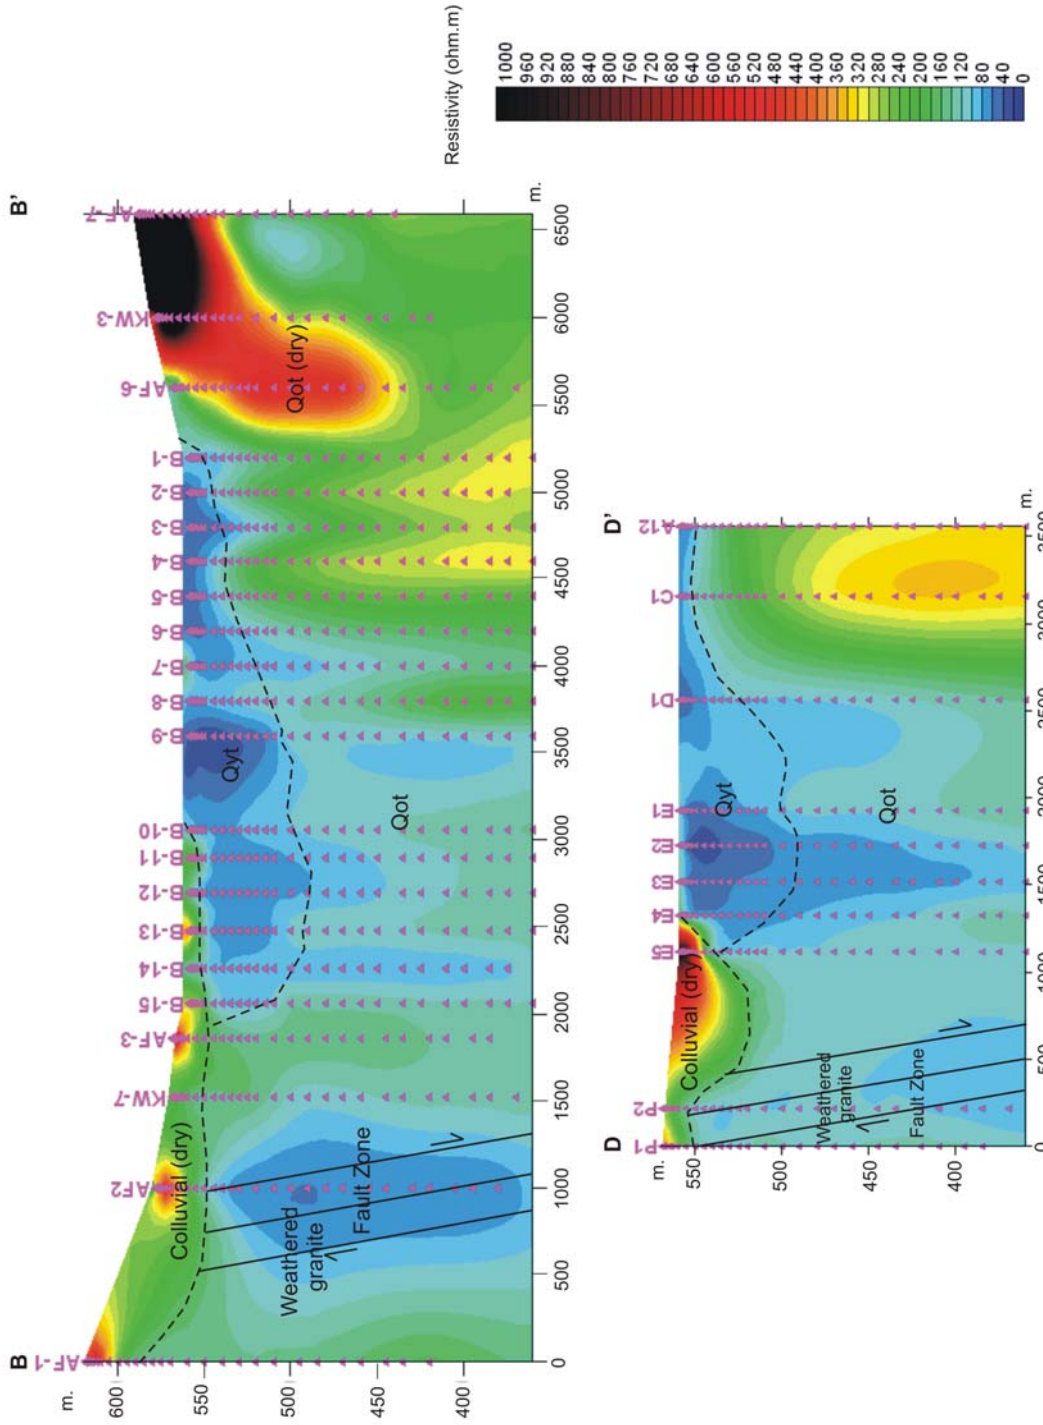 B
B'
m.
600
550
500
400
AF-1
AF2
KW-7
AF-3
B-15
B-14
B-13
B-12
B-11
B-10
B-9
B-8
B-7
B-6
B-5
B-4
B-3
B-2
B-1
AF-6
KW-3
AF-7
Colluvial (dry)
Weathered
granite
Fault Zone
Qyt
Qot
Qot (dry)
0
500
1000
1500
2000
2500
3000
3500
4000
4500
5000
5500
6000
6500
m.
Resistivity (ohm.m)
1000
960
920
880
840
800
760
720
680
640
600
560
520
480
440
400
360
320
280
240
200
160
120
80
40
0
D
D'
m.
550
500
450
400
P1
P2
E5
E4
E3
E2
E1
D1
C1
A12
Colluvial (dry)
Weathered
granite
Fault Zone
Qyt
Qot
0
500
1000
1500
2000
2500
m.